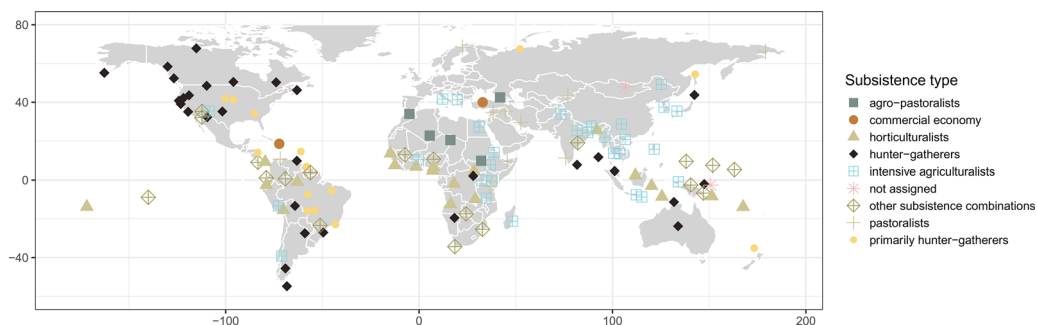 80
40
0
−40
−100
0
100
200
Subsistence type
agro−pastoralists
commercial economy
horticulturalists
hunter−gatherers
intensive agriculturalists
not assigned
other subsistence combinations
pastoralists
primarily hunter−gatherers